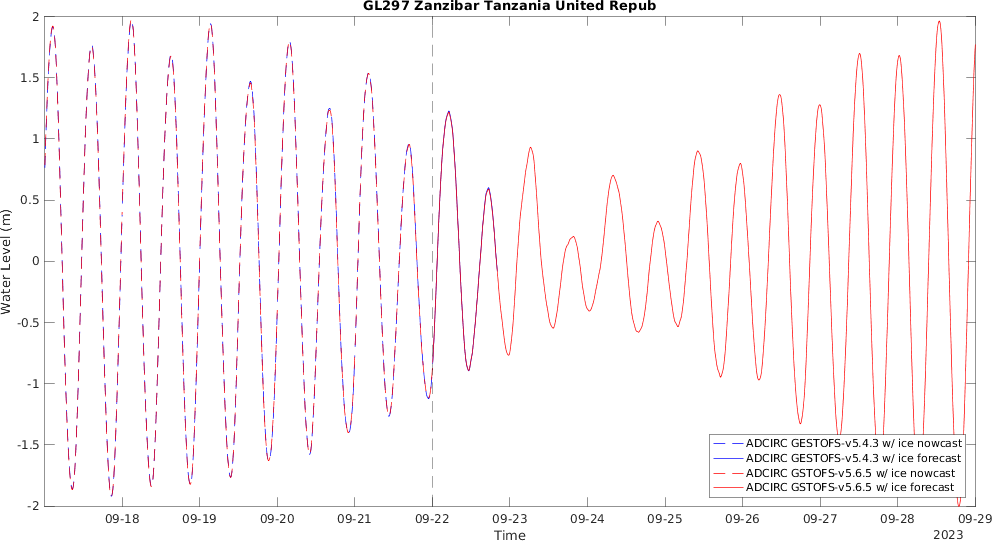 GL297 Zanzibar Tanzania United Repub
2
1.5
1
0.5
0
-0.5
-1
-1.5
-2
Water Level (m)
ADCIRC GESTOFS-v5.4.3 w/ ice nowcast
ADCIRC GESTOFS-v5.4.3 w/ ice forecast
ADCIRC GSTOFS-v5.6.5 w/ ice nowcast
ADCIRC GSTOFS-v5.6.5 w/ ice forecast
09-18 09-19 09-20 09-21 09-22 09-23 09-24 09-25 09-26 09-27 09-28 09-29
Time
2023